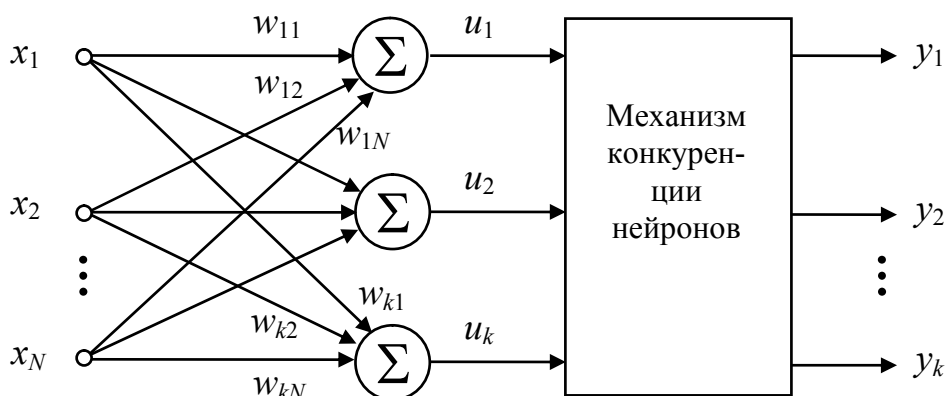 x1 w11 Σ u1 y1
w12
w1N
Механизм
конкурен-
ции
нейронов
x2 Σ u2 y2
wk1
wk2
xN Σ uk yk
wkN